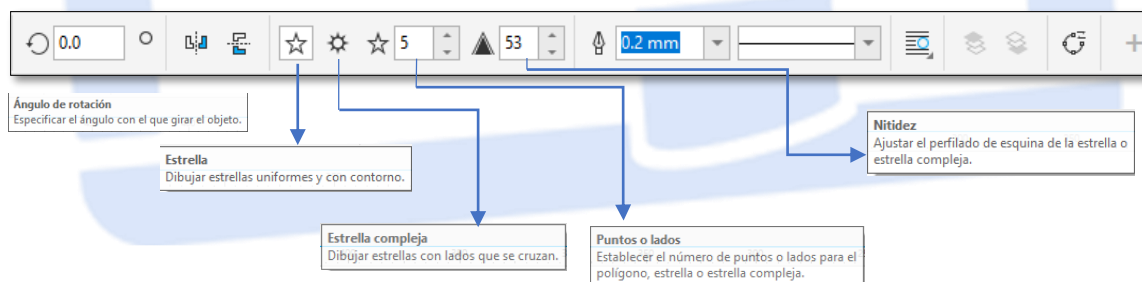 0.0 ° 5 53 0.2 mm
Ángulo de rotación
Especificar el ángulo con el que girar el objeto.
Estrella
Dibujar estrellas uniformes y con contorno.
Estrella compleja
Dibujar estrellas con lados que se cruzan.
Puntos o lados
Establecer el número de puntos o lados para el
polígono, estrella o estrella compleja.
Nitidez
Ajustar el perfilado de esquina de la estrella o
estrella compleja.